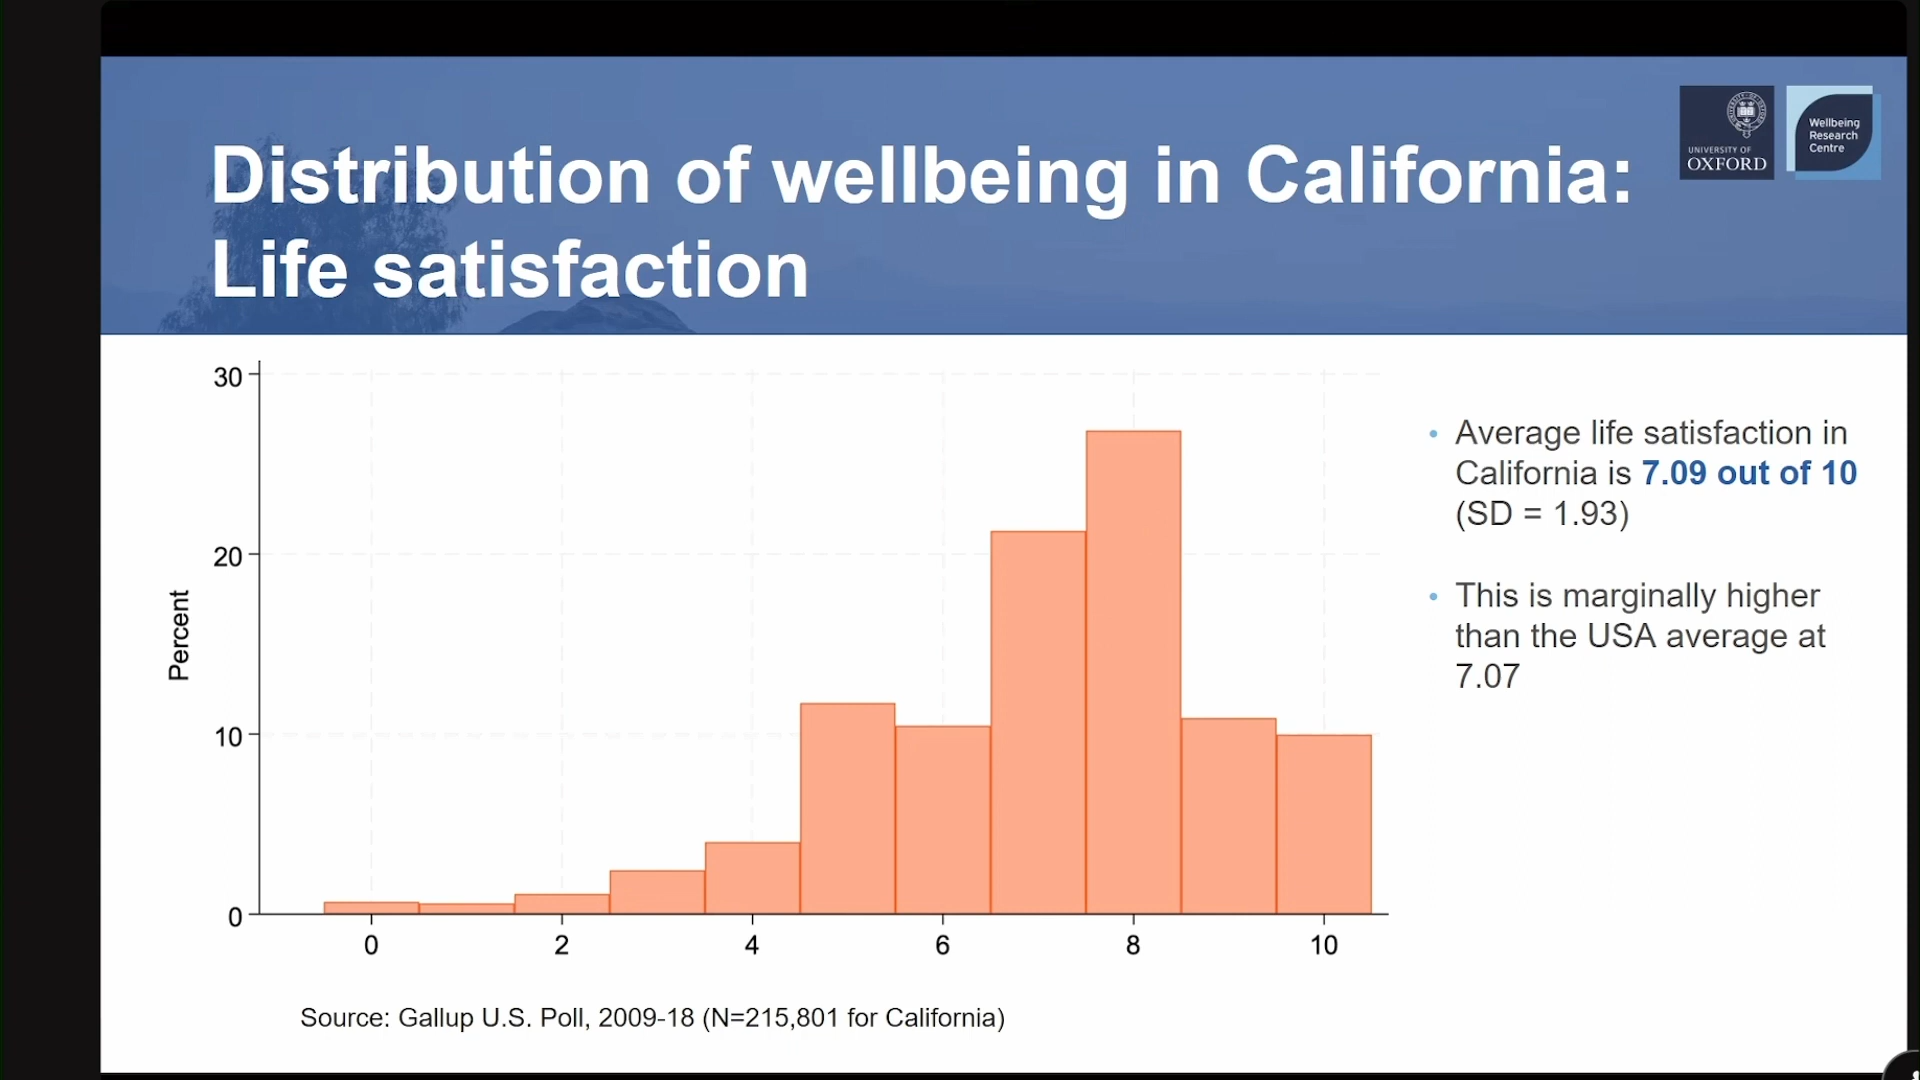 Distribution of wellbeing in California:
Life satisfaction
UNIVERSITY OF
OXFORD
Wellbeing
Research
Centre
30
20
10
0
Percent
0 2 4 6 8 10
• Average life satisfaction in
California is 7.09 out of 10
(SD = 1.93)
• This is marginally higher
than the USA average at
7.07
Source: Gallup U.S. Poll, 2009-18 (N=215,801 for California)